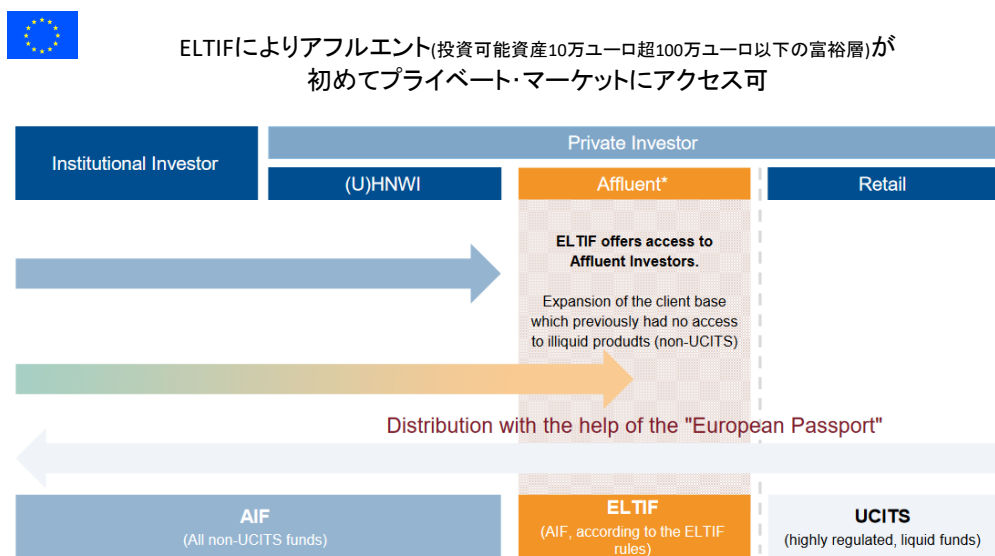 ELTIFによりアフルエント(投資可能資産10万ユーロ超100万ユーロ以下の富裕層)が
初めてプライベート･マーケットにアクセス可
Institutional Investor
Private Investor
(U)HNWI
Affluent*
Retail
ELTIF offers access to
Affluent Investors.
Expansion of the client base
which previously had no access
to illiquid produdts (non-UCITS)
Distribution with the help of the "European Passport"
AIF
(All non-UCITS funds)
ELTIF
(AIF, according to the ELTIF
rules)
UCITS
(highly regulated, liquid funds)